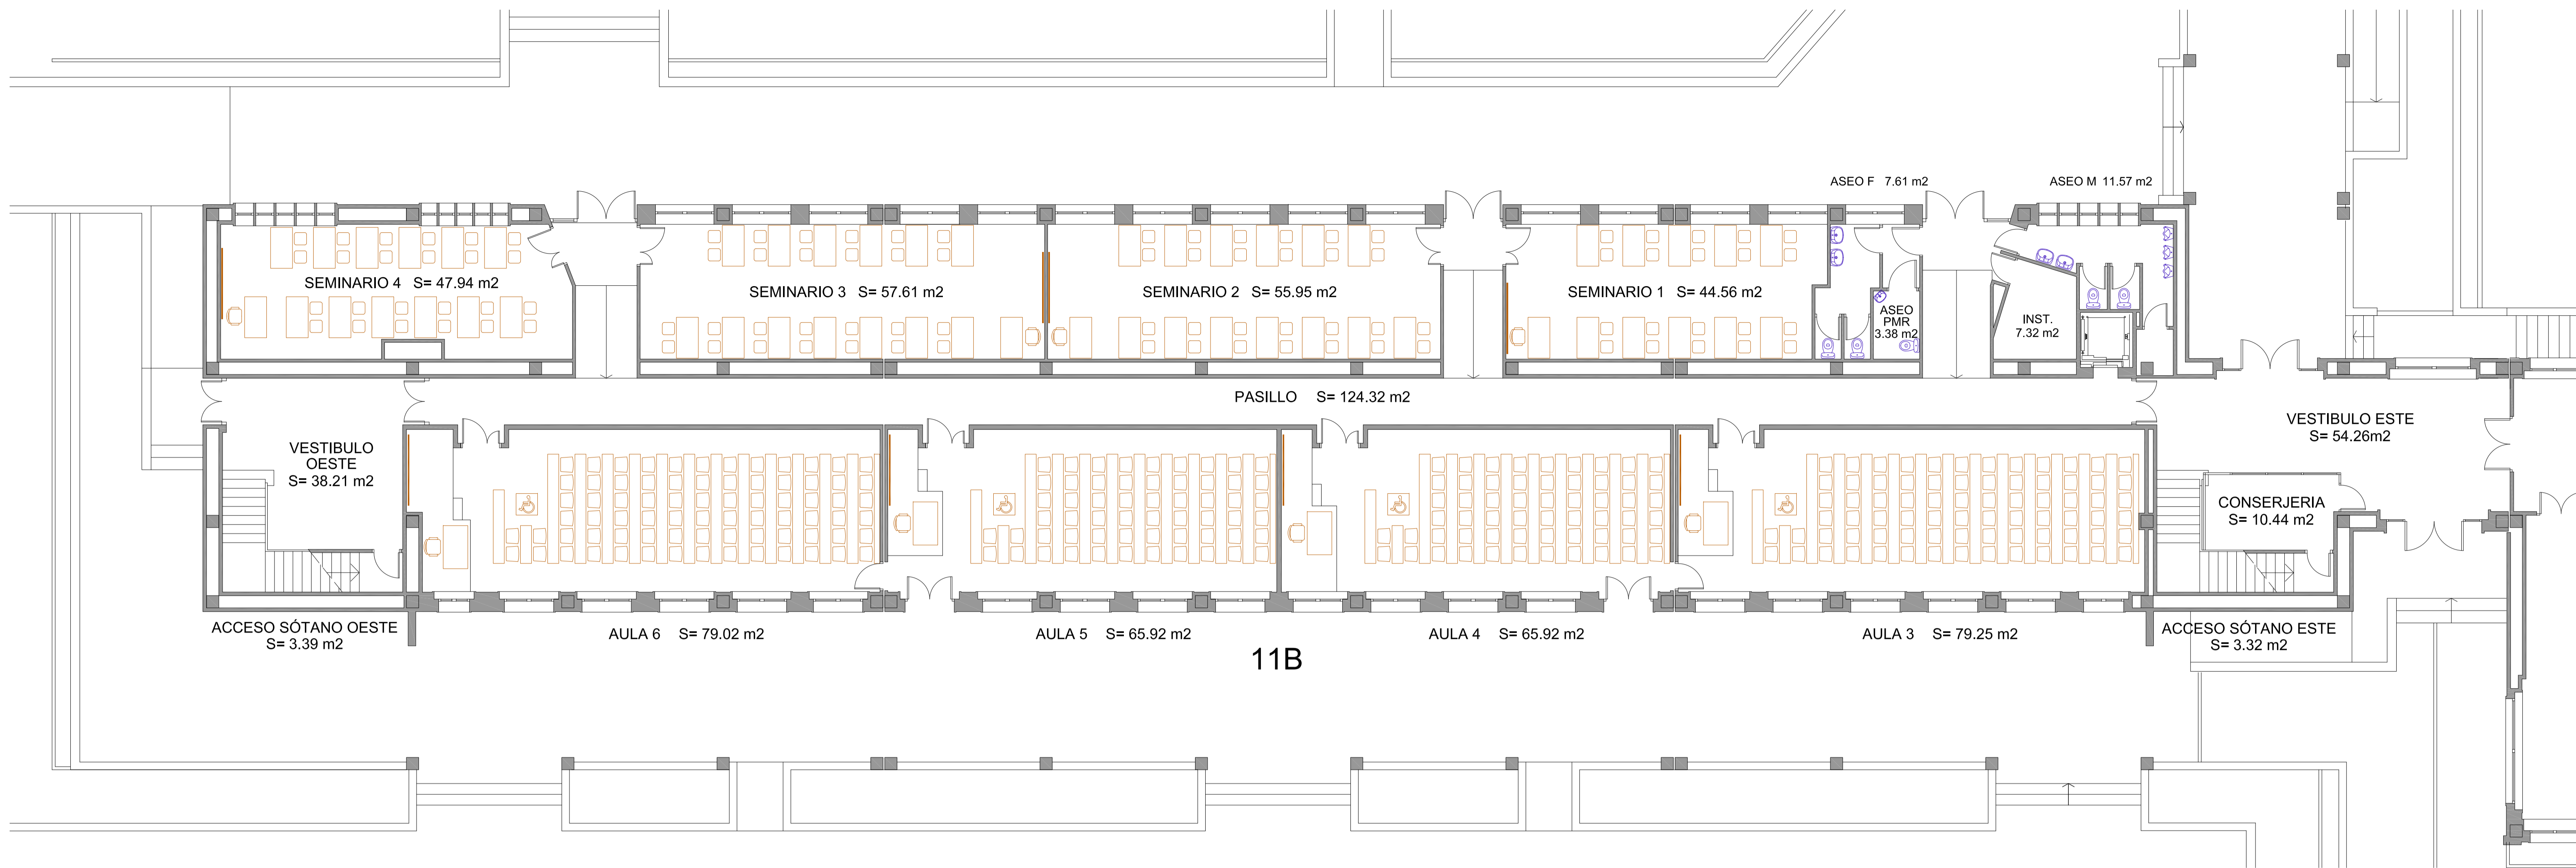 ASEO F   7.61 m2
ASEO M  11.57 m2
SEMINARIO 4   S= 47.94 m2
SEMINARIO 3   S= 57.61 m2
SEMINARIO 2   S= 55.95 m2
SEMINARIO 1   S= 44.56 m2
ASEO
PMR
3.38 m2
INST.
7.32 m2
PASILLO     S= 124.32 m2
VESTIBULO
OESTE
S= 38.21 m2
VESTIBULO ESTE
S= 54.26m2
CONSERJERIA
S= 10.44 m2
ACCESO SÓTANO OESTE
S= 3.39 m2
AULA 6     S= 79.02 m2
AULA 5     S= 65.92 m2
AULA 4     S= 65.92 m2
AULA 3     S= 79.25 m2
ACCESO SÓTANO ESTE
S= 3.32 m2
11B